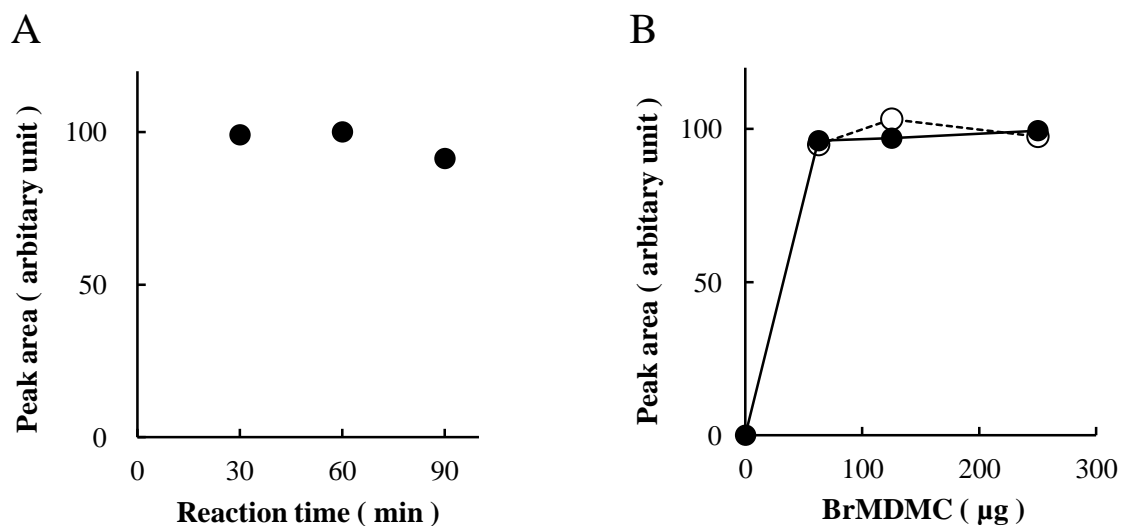 A
Peak area ( arbitary unit )
100
50
0
0 30 60 90
Reaction time ( min )
B
Peak area ( arbitary unit )
100
50
0
0 100 200 300
BrMDMC ( µg )